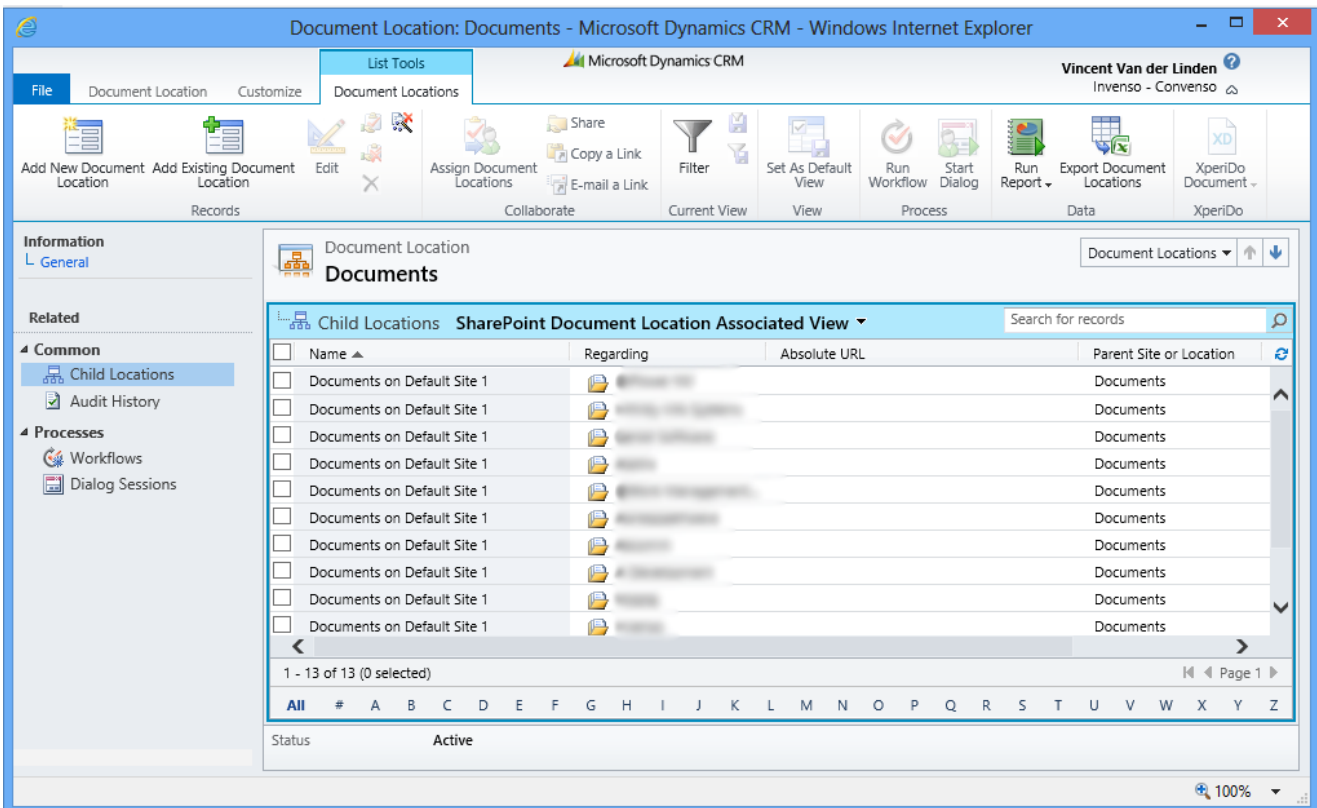 Document Location: Documents - Microsoft Dynamics CRM - Windows Internet Explorer
List Tools
Microsoft Dynamics CRM
Vincent Van der Linden
Invenso - Convenso
File Document Location Customize Document Locations
Add New Document Location
Add Existing Document Location
Edit
Records
Assign Document Locations
Share
Copy a Link
E-mail a Link
Collaborate
Filter
Current View
Set As Default View
View
Run Workflow
Start Dialog
Process
Run Report
Export Document Locations
Data
XD
XperiDo Document
XperiDo
Information
General
Related
Common
Child Locations
Audit History
Processes
Workflows
Dialog Sessions
Document Location
Documents
Document Locations
Child Locations SharePoint Document Location Associated View
Search for records
Name Regarding Absolute URL Parent Site or Location
Documents on Default Site 1 Documents
Documents on Default Site 1 Documents
Documents on Default Site 1 Documents
Documents on Default Site 1 Documents
Documents on Default Site 1 Documents
Documents on Default Site 1 Documents
Documents on Default Site 1 Documents
Documents on Default Site 1 Documents
Documents on Default Site 1 Documents
Documents on Default Site 1 Documents
1 - 13 of 13 (0 selected)
Page 1
All # A B C D E F G H I J K L M N O P Q R S T U V W X Y Z
Status Active
100%